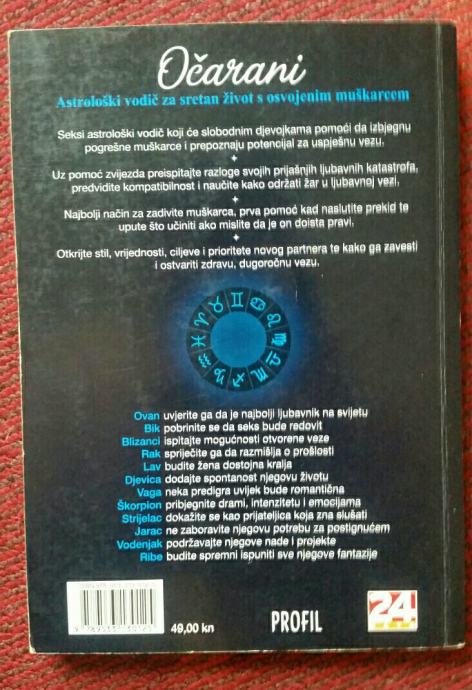 Očarani
Astrološki vodič za sretan život s osvojenim muškarcem
Seksi astrološki vodič koji će slobodnim djevojkama pomoći da izbjegnu
pogrešne muškarce i prepoznaju potencijal za uspješnu vezu.
Uz pomoć zvijezda preispitajte razloge svojih prijašnjih ljubavnih katastrofa,
predvidite kompatibilnost i naučite kako održati žar u ljubavnoj vezi.
Najbolji način za zadivite muškarca, prva pomoć kad naslutite prekid te
upute što učiniti ako mislite da je on doista pravi.
Otkrijte stil, vrijednosti, ciljeve i prioritete novog partnera te kako ga zavesti
i ostvariti zdravu, dugoročnu vezu.
Ovan uvjerite ga da je najbolji ljubavnik na svijetu
Bik pobrinite se da seks bude redovit
Blizanci ispitajte mogućnosti otvorene veze
Rak spriječite ga da razmišlja o prošlosti
Lav budite žena dostojna kralja
Djevica dodajte spontanost njegovu životu
Vaga neka predigra uvijek bude romantična
Škorpion pribjegnite drami, intenzitetu i emocijama
Strijelac dokažite se kao prijateljica koja zna slušati
Jarac ne zaboravite njegovu potrebu za postignućem
Vodenjak podržavajte njegove nade i projekte
Ribe budite spremni ispuniti sve njegove fantazije
49,00 kn
PROFIL
24